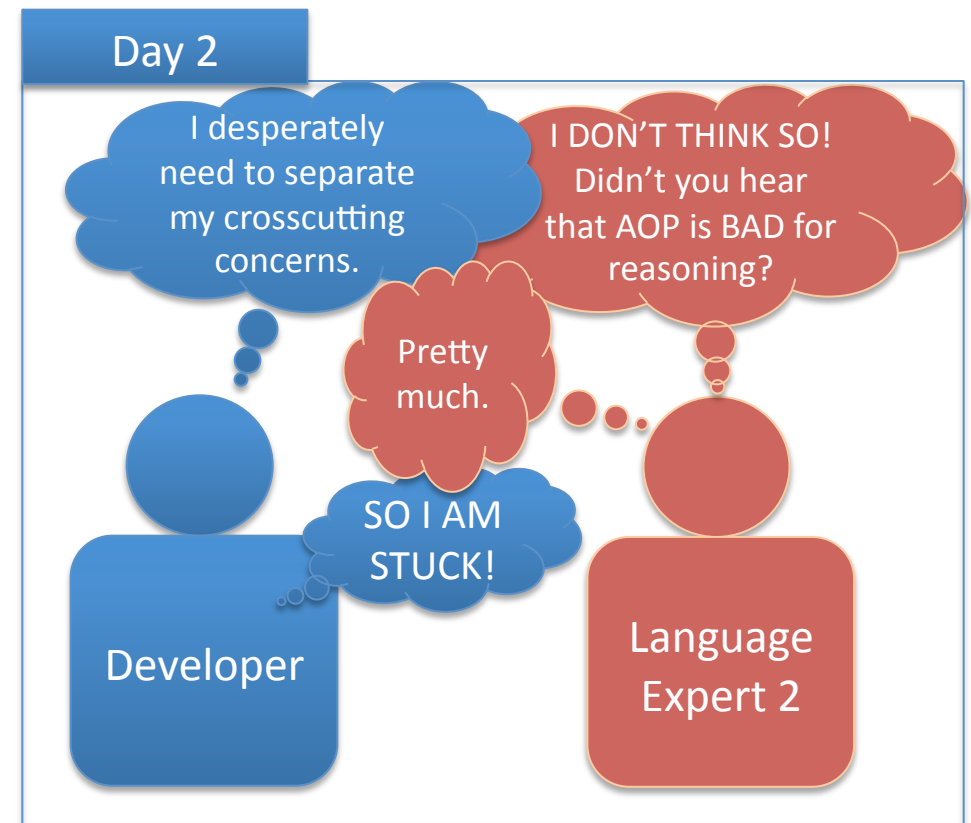 Day 2
I desperately
need to separate
my crosscutting
concerns.
I DON’T THINK SO!
Didn’t you hear
that AOP is BAD for
reasoning?
SO I AM
STUCK!
Pretty
much.
Developer
Language
Expert 2